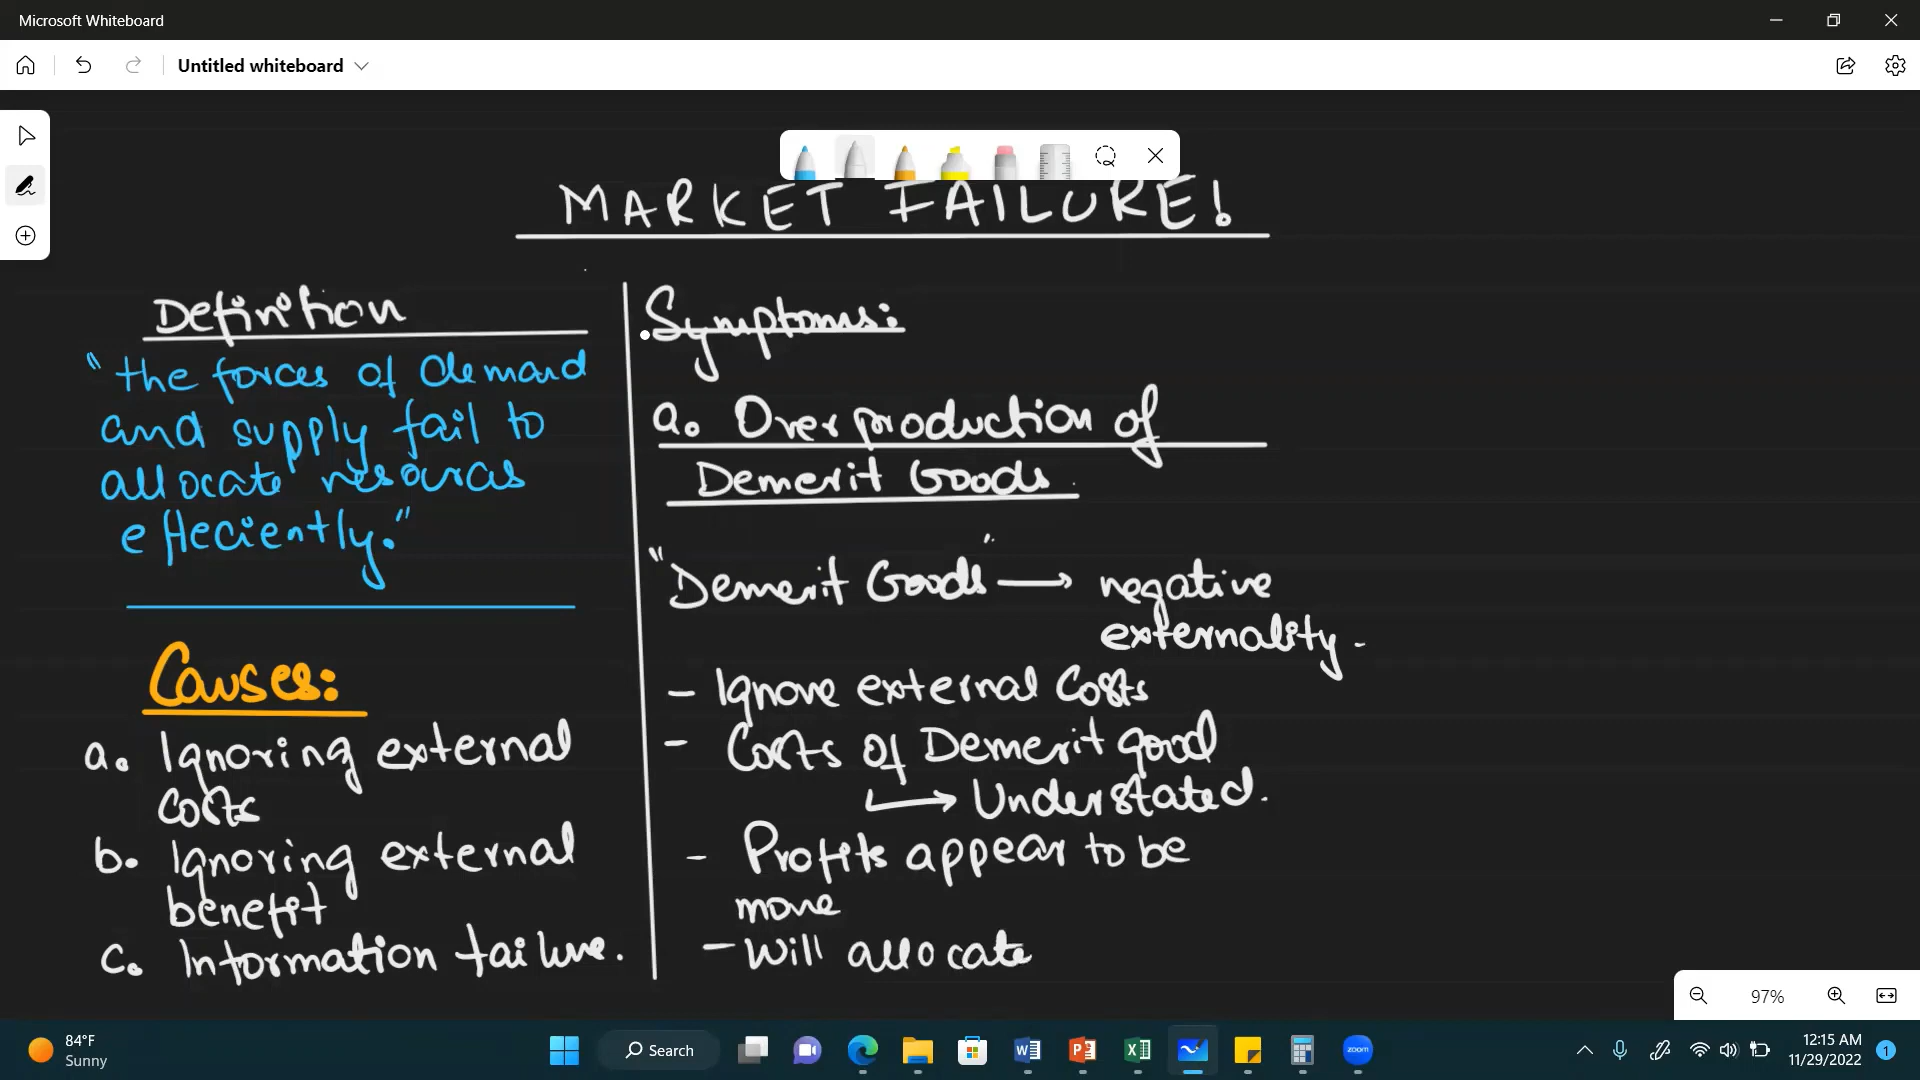 Microsoft Whiteboard
Untitled whiteboard
MARKET FAILURE!
Definition
"the forces of demand
and supply fail to
allocate resources
effeciently."
Causes:
a. Ignoring external
costs
b. Ignoring external
benefit
c. Information failure.
Symptoms:
a. Over production of
Demerit Goods
"Demerit Goods" → negative
externality.
- Ignore external Costs
- Costs of Demerit good
→ Understated.
- Profits appear to be
more
- Will allocate
97%
84°F
Sunny
Search
zoom
12:15 AM
11/29/2022
1